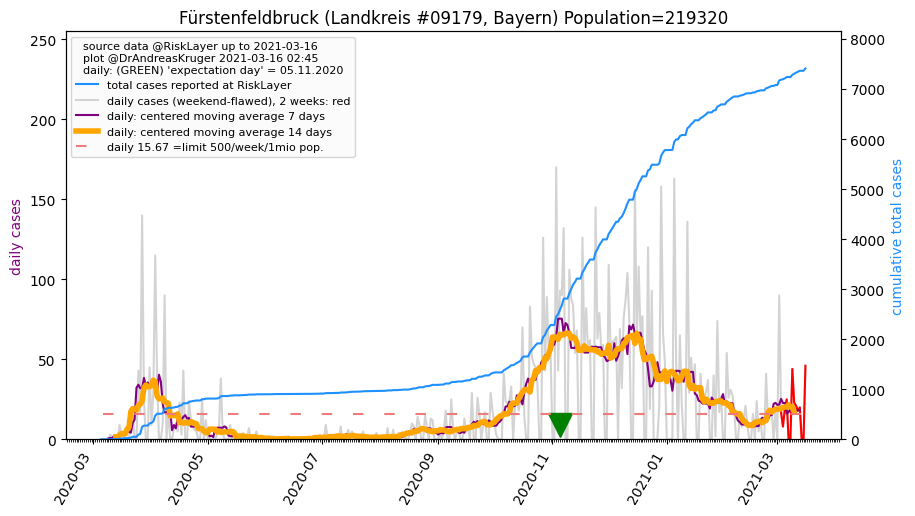 Fürstenfeldbruck (Landkreis #09179, Bayern) Population=219320
source data @RiskLayer up to 2021-03-16
plot @DrAndreasKruger 2021-03-16 02:45
daily: (GREEN) 'expectation day' = 05.11.2020
total cases reported at RiskLayer
daily cases (weekend-flawed), 2 weeks: red
daily: centered moving average 7 days
daily: centered moving average 14 days
daily 15.67 =limit 500/week/1mio pop.
daily cases
250
200
150
100
50
0
cumulative total cases
8000
7000
6000
5000
4000
3000
2000
1000
0
2020-03
2020-05
2020-07
2020-09
2020-11
2021-01
2021-03